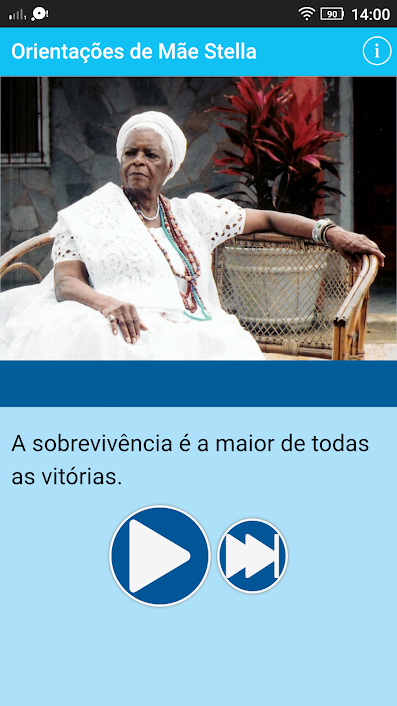 90 14:00
Orientações de Mãe Stella
i
A sobrevivência é a maior de todas
as vitórias.